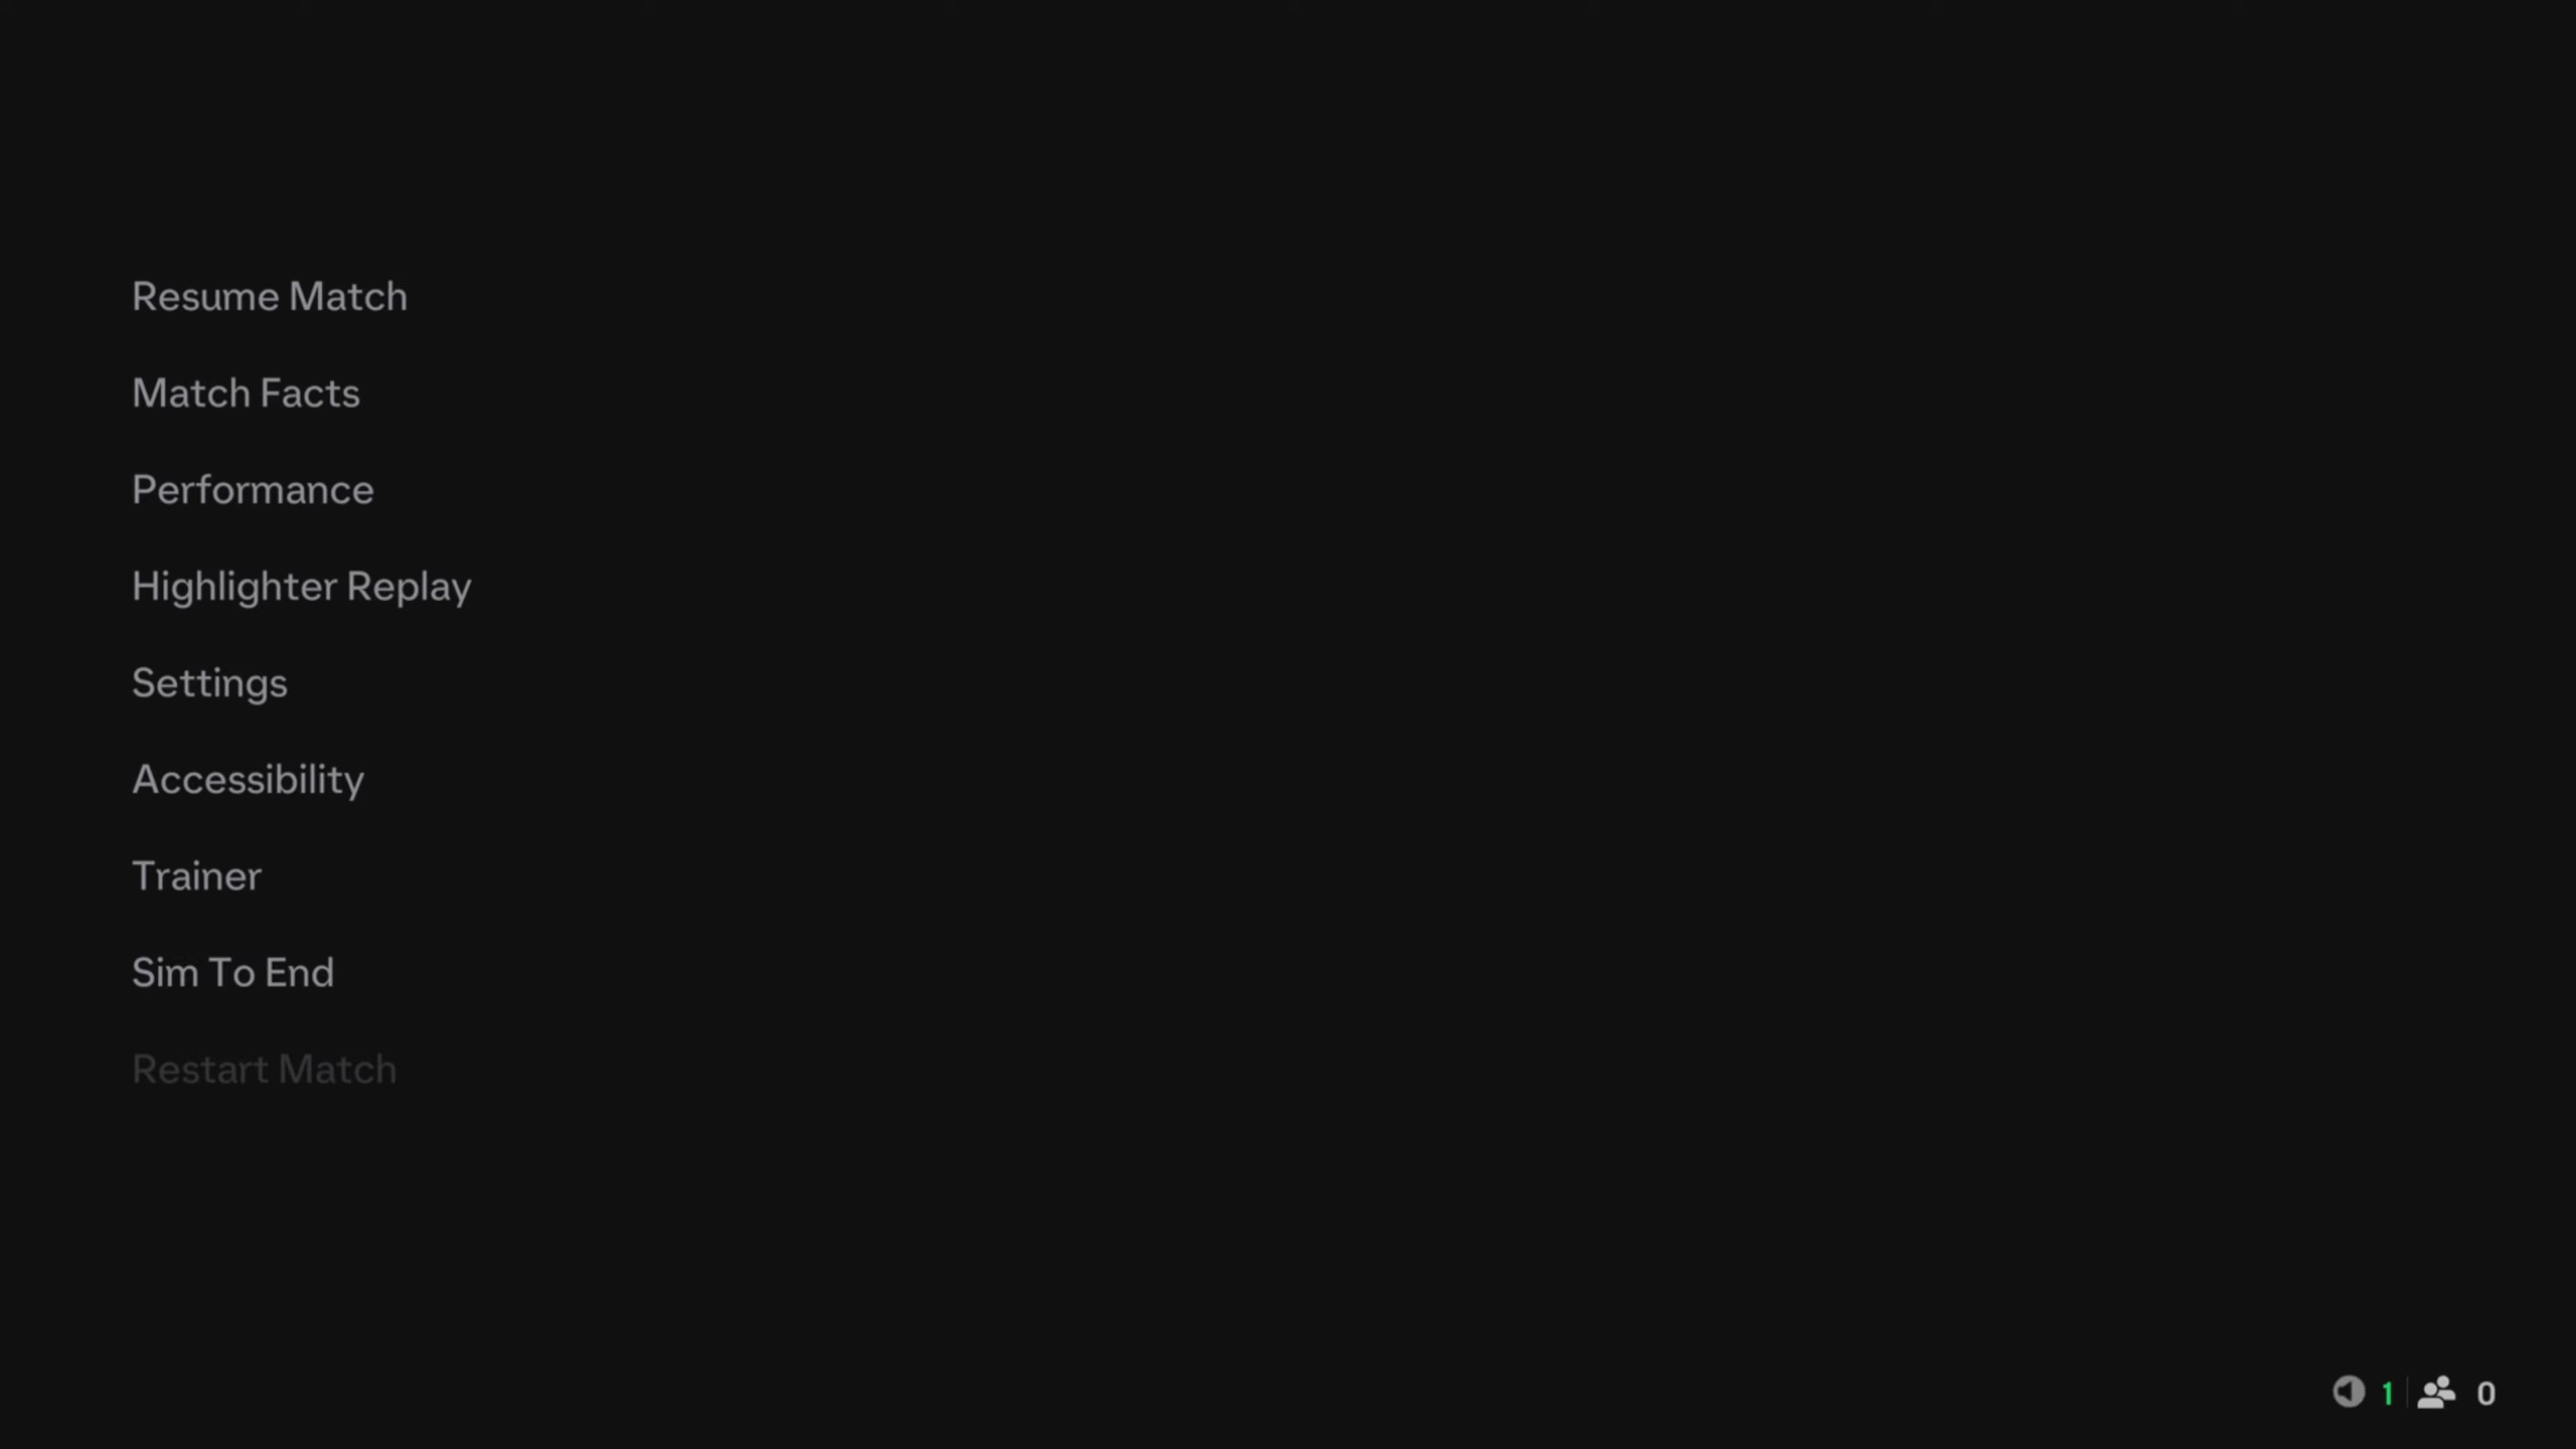 Resume Match
Match Facts
Performance
Highlighter Replay
Settings
Accessibility
Trainer
Sim To End
Restart Match
1 0